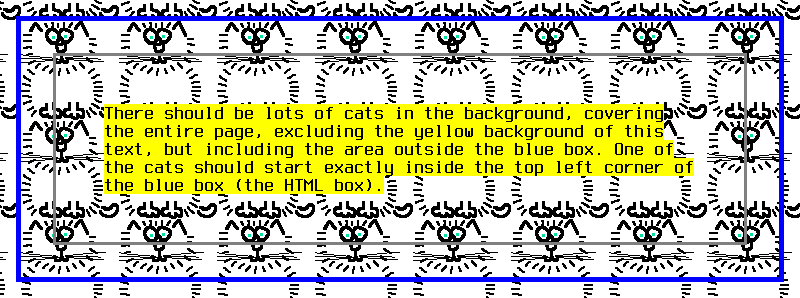 There should be lots of cats in the background, covering
the entire page, excluding the yellow background of this
text, but including the area outside the blue box. One of
the cats should start exactly inside the top left corner of
the blue box (the HTML box).